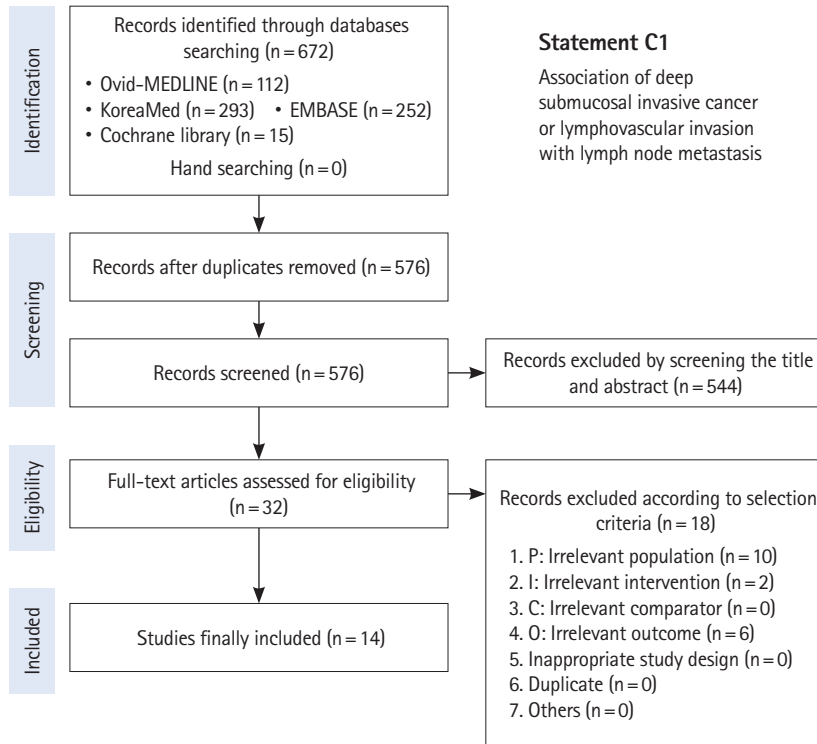 Identification
Records identified through databases
searching (n=672)
• Ovid-MEDLINE (n=112)
• KoreaMed (n=293) • EMBASE (n=252)
• Cochrane library (n=15)
Hand searching (n=0)
Statement C1
Association of deep
submucosal invasive cancer
or lymphovascular invasion
with lymph node metastasis
Screening
Records after duplicates removed (n=576)
Records screened (n=576)
Records excluded by screening the title
and abstract (n=544)
Eligibility
Full-text articles assessed for eligibility
(n=32)
Records excluded according to selection
criteria (n=18)
1. P: Irrelevant population (n=10)
2. I: Irrelevant intervention (n=2)
3. C: Irrelevant comparator (n=0)
4. O: Irrelevant outcome (n=6)
5. Inappropriate study design (n=0)
6. Duplicate (n=0)
7. Others (n=0)
Included
Studies finally included (n=14)